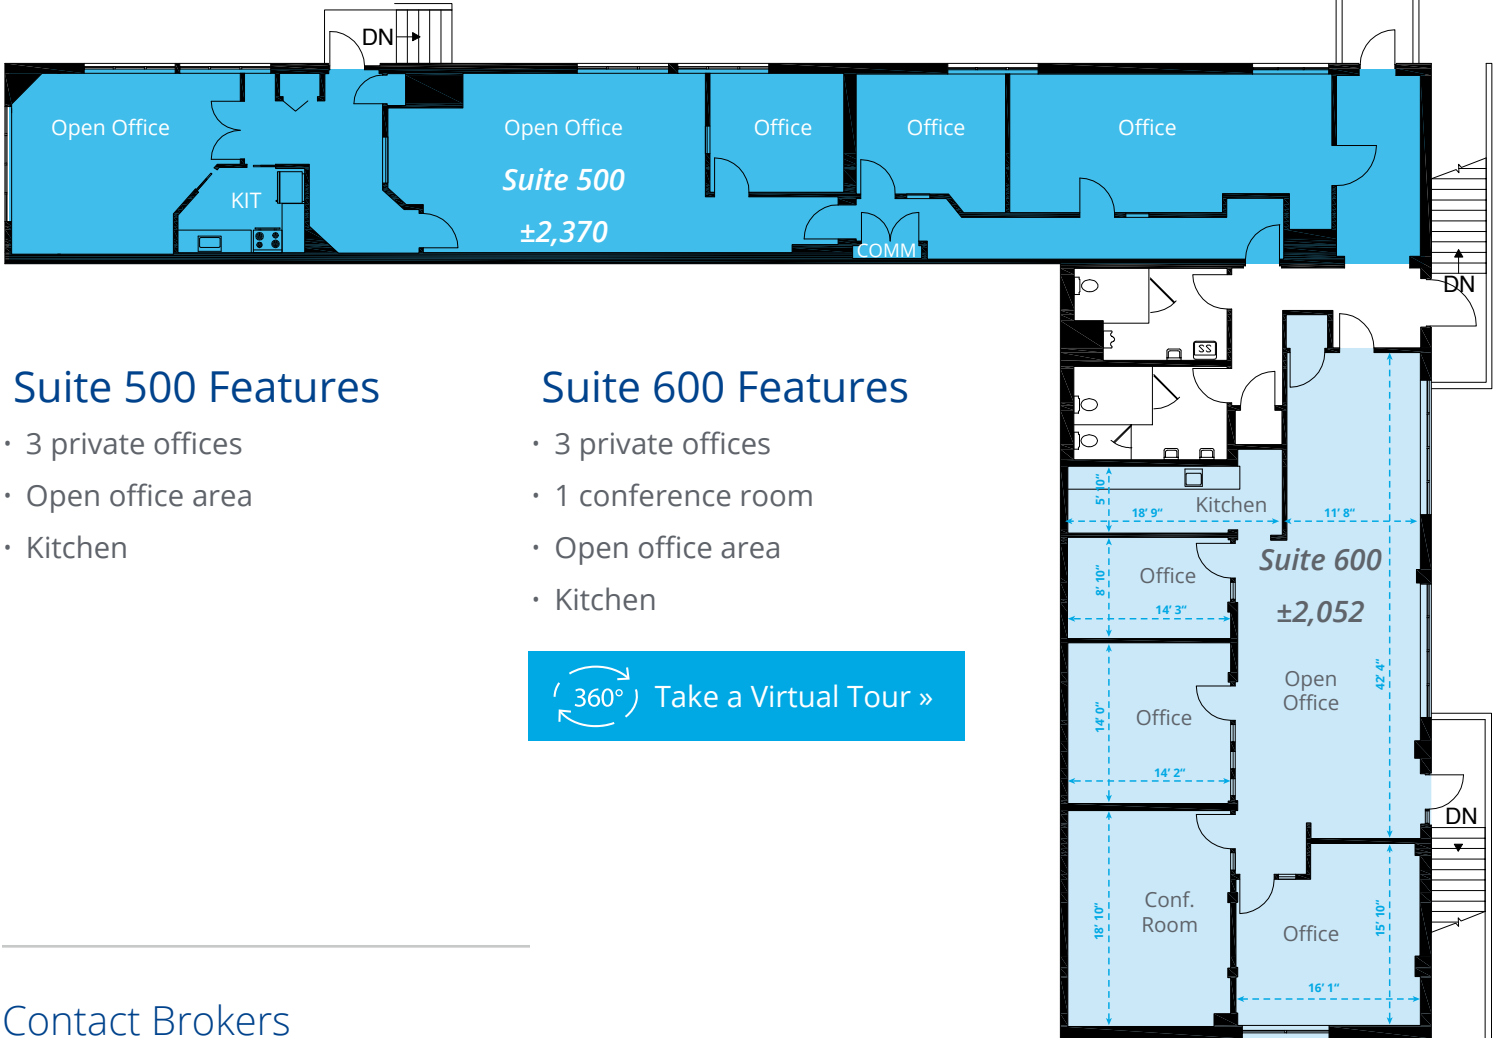 DN
Open Office
Open Office
Office
Office
Office
Suite 500
±2,370
KIT
COMM
DN
Suite 500 Features
· 3 private offices
· Open office area
· Kitchen
Suite 600 Features
· 3 private offices
· 1 conference room
· Open office area
· Kitchen
360° Take a Virtual Tour »
5' 10"
Kitchen
18' 9"
11' 8"
Suite 600
±2,052
8' 10"
Office
14' 3"
Open
Office
42' 4"
14' 0"
Office
14' 2"
DN
18' 10"
Conf.
Room
Office
15' 10"
16' 1"
Contact Brokers